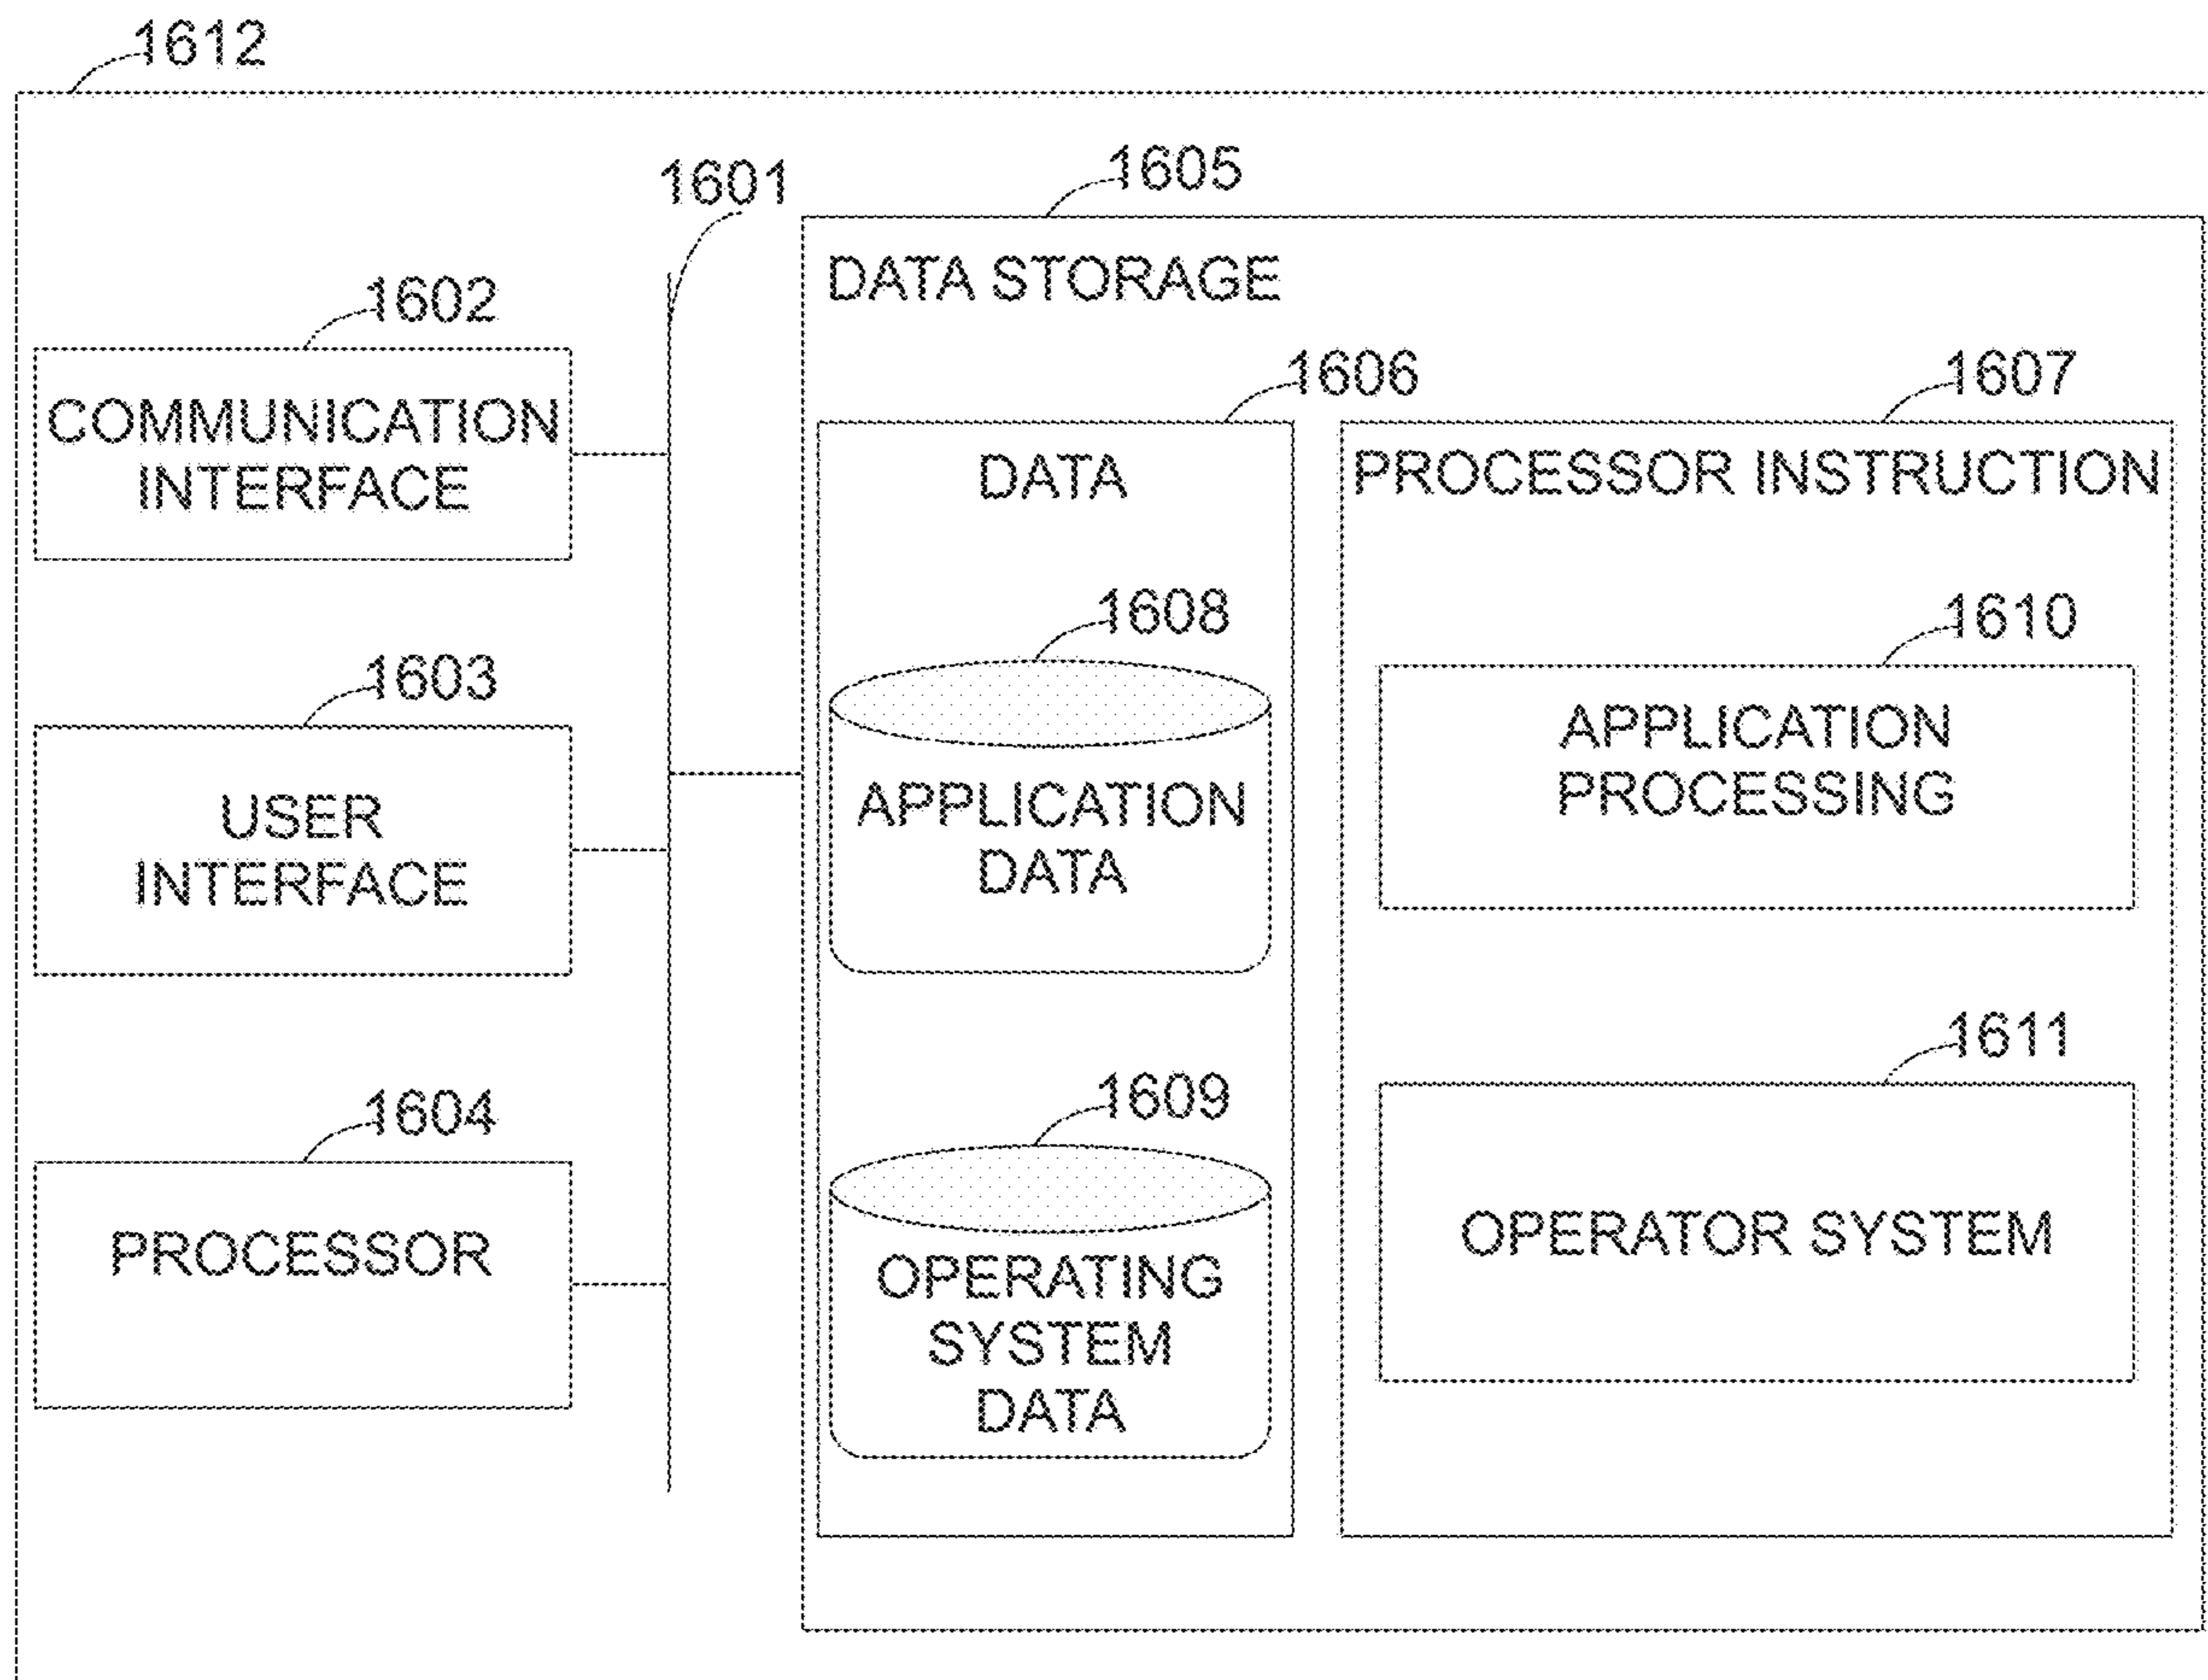 1612
1601
1605
DATA STORAGE
1602
COMMUNICATION
INTERFACE
1606
DATA
1607
PROCESSOR INSTRUCTION
1608
APPLICATION
DATA
1610
APPLICATION
PROCESSING
1603
USER
INTERFACE
1604
PROCESSOR
1609
OPERATING
SYSTEM
DATA
1611
OPERATOR SYSTEM